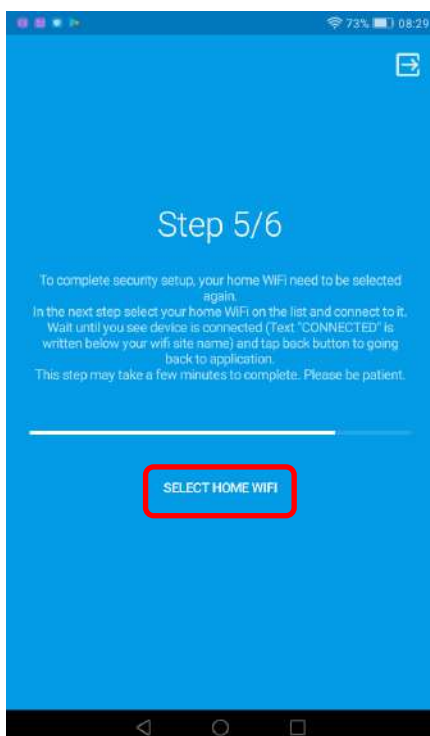 73% 08:29
Step 5/6
To complete security setup, your home WiFi need to be selected
again.
In the next step select your home WiFi on the list and connect to it.
Wait until you see device is connected (Text "CONNECTED" is
written below your wifi site name) and tap back button to going
back to application.
This step may take a few minutes to complete. Please be patient.
SELECT HOME WIFI